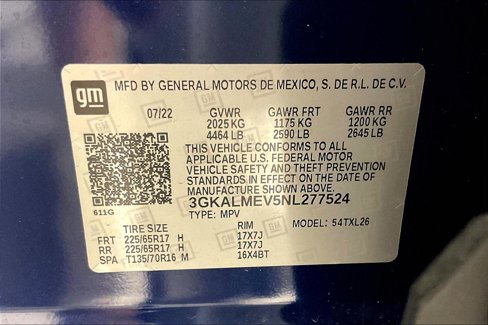 gm
MFD BY GENERAL MOTORS DE MEXICO, S. DE R.L. DE C.V.
07/22 GVWR GAWR FRT GAWR RR
2025 KG 1175 KG 1200 KG
4464 LB 2590 LB 2645 LB
THIS VEHICLE CONFORMS TO ALL
APPLICABLE U.S. FEDERAL MOTOR
VEHICLE SAFETY AND THEFT PREVENTION
STANDARDS IN EFFECT ON THE DATE OF
MANUFACTURE SHOWN ABOVE.
3GKALMEV5NL277524
611G TYPE: MPV MODEL: 54TXL26
TIRE SIZE RIM
FRT 225/65R17 H 17X7J
RR 225/65R17 H 17X7J
SPA T135/70R16 M 16X4BT